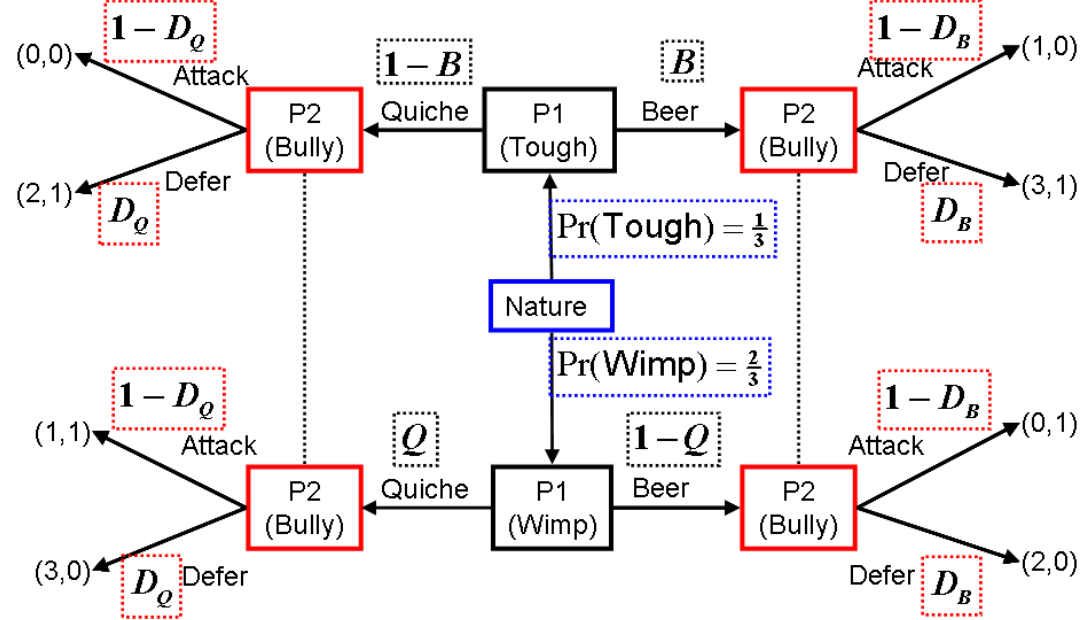 1 − D_Q
1 − D_B
(0,0)
1 − B
B
(1,0)
Attack
Attack
P2
(Bully)
Quiche
P1
(Tough)
Beer
P2
(Bully)
(2,1)
Defer
Defer
(3,1)
D_Q
D_B
Pr(Tough) = 1/3
Nature
Pr(Wimp) = 2/3
1 − D_Q
1 − D_B
(1,1)
Q
1 − Q
(0,1)
Attack
Attack
P2
(Bully)
Quiche
P1
(Wimp)
Beer
P2
(Bully)
(3,0)
D_Q
Defer
Defer
D_B
(2,0)